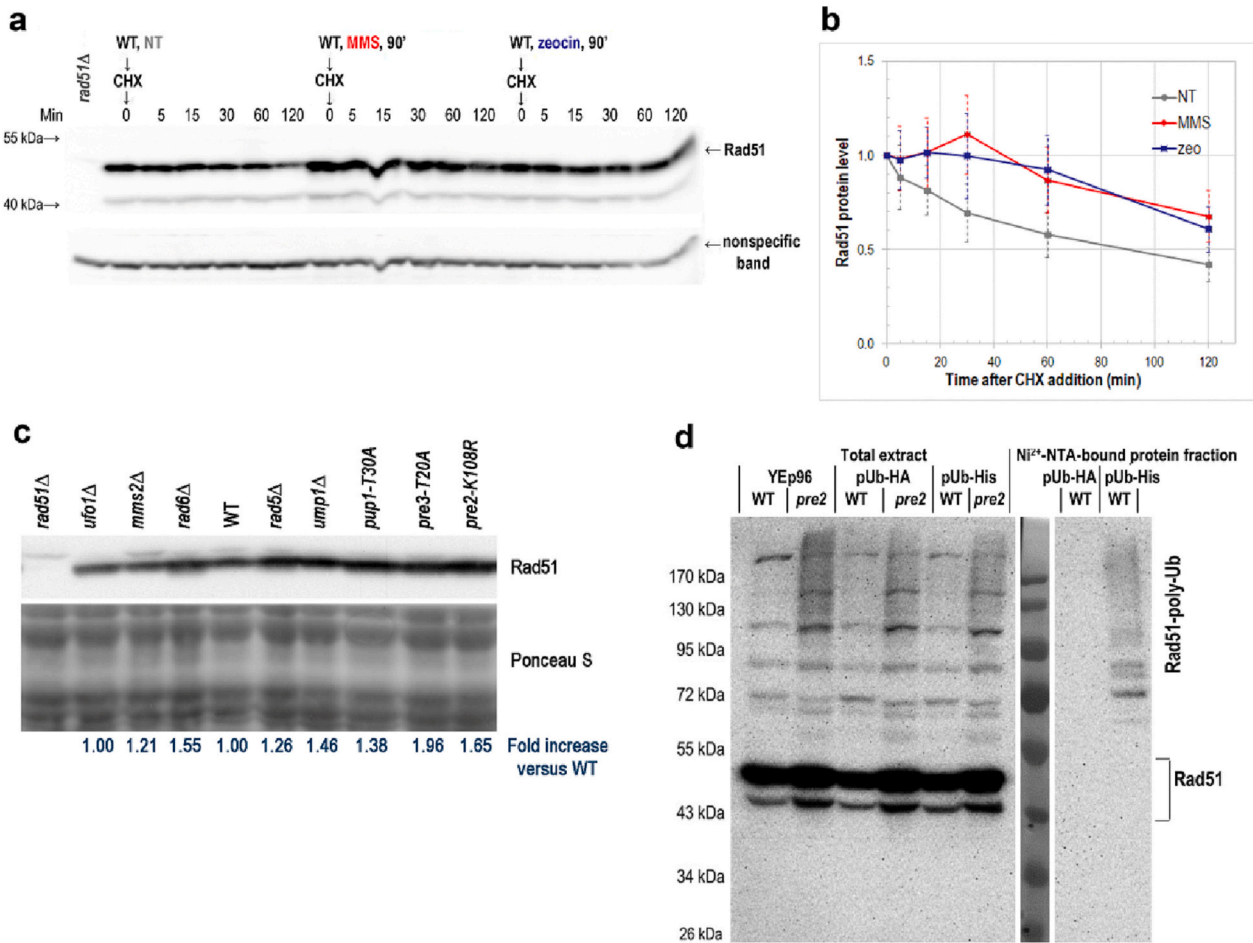 a
WT, NT
WT, MMS, 90'
WT, zeocin, 90'
rad51Δ
↓ ↓ ↓
CHX CHX CHX
↓ ↓ ↓
Min 0 5 15 30 60 120 0 5 15 30 60 120 0 5 15 30 60 120
55 kDa→
←Rad51
40 kDa→
←nonspecific
band
b
1.5
1.0
0.5
0.0
Rad51 protein level
NT
MMS
zeo
0 20 40 60 80 100 120
Time after CHX addition (min)
c
rad51Δ ufo1Δ mms2Δ rad6Δ WT rad5Δ ump1Δ pup1-T30A pre3-T20A pre2-K108R
Rad51
Ponceau S
1.00 1.21 1.55 1.00 1.26 1.46 1.38 1.96 1.65 Fold increase
versus WT
d
Total extract
Ni²⁺-NTA-bound protein fraction
YEp96 pUb-HA pUb-His pUb-HA pUb-His
WT pre2 WT pre2 WT pre2 WT WT
170 kDa
130 kDa
95 kDa
72 kDa
55 kDa
43 kDa
34 kDa
26 kDa
Rad51-poly-Ub
Rad51